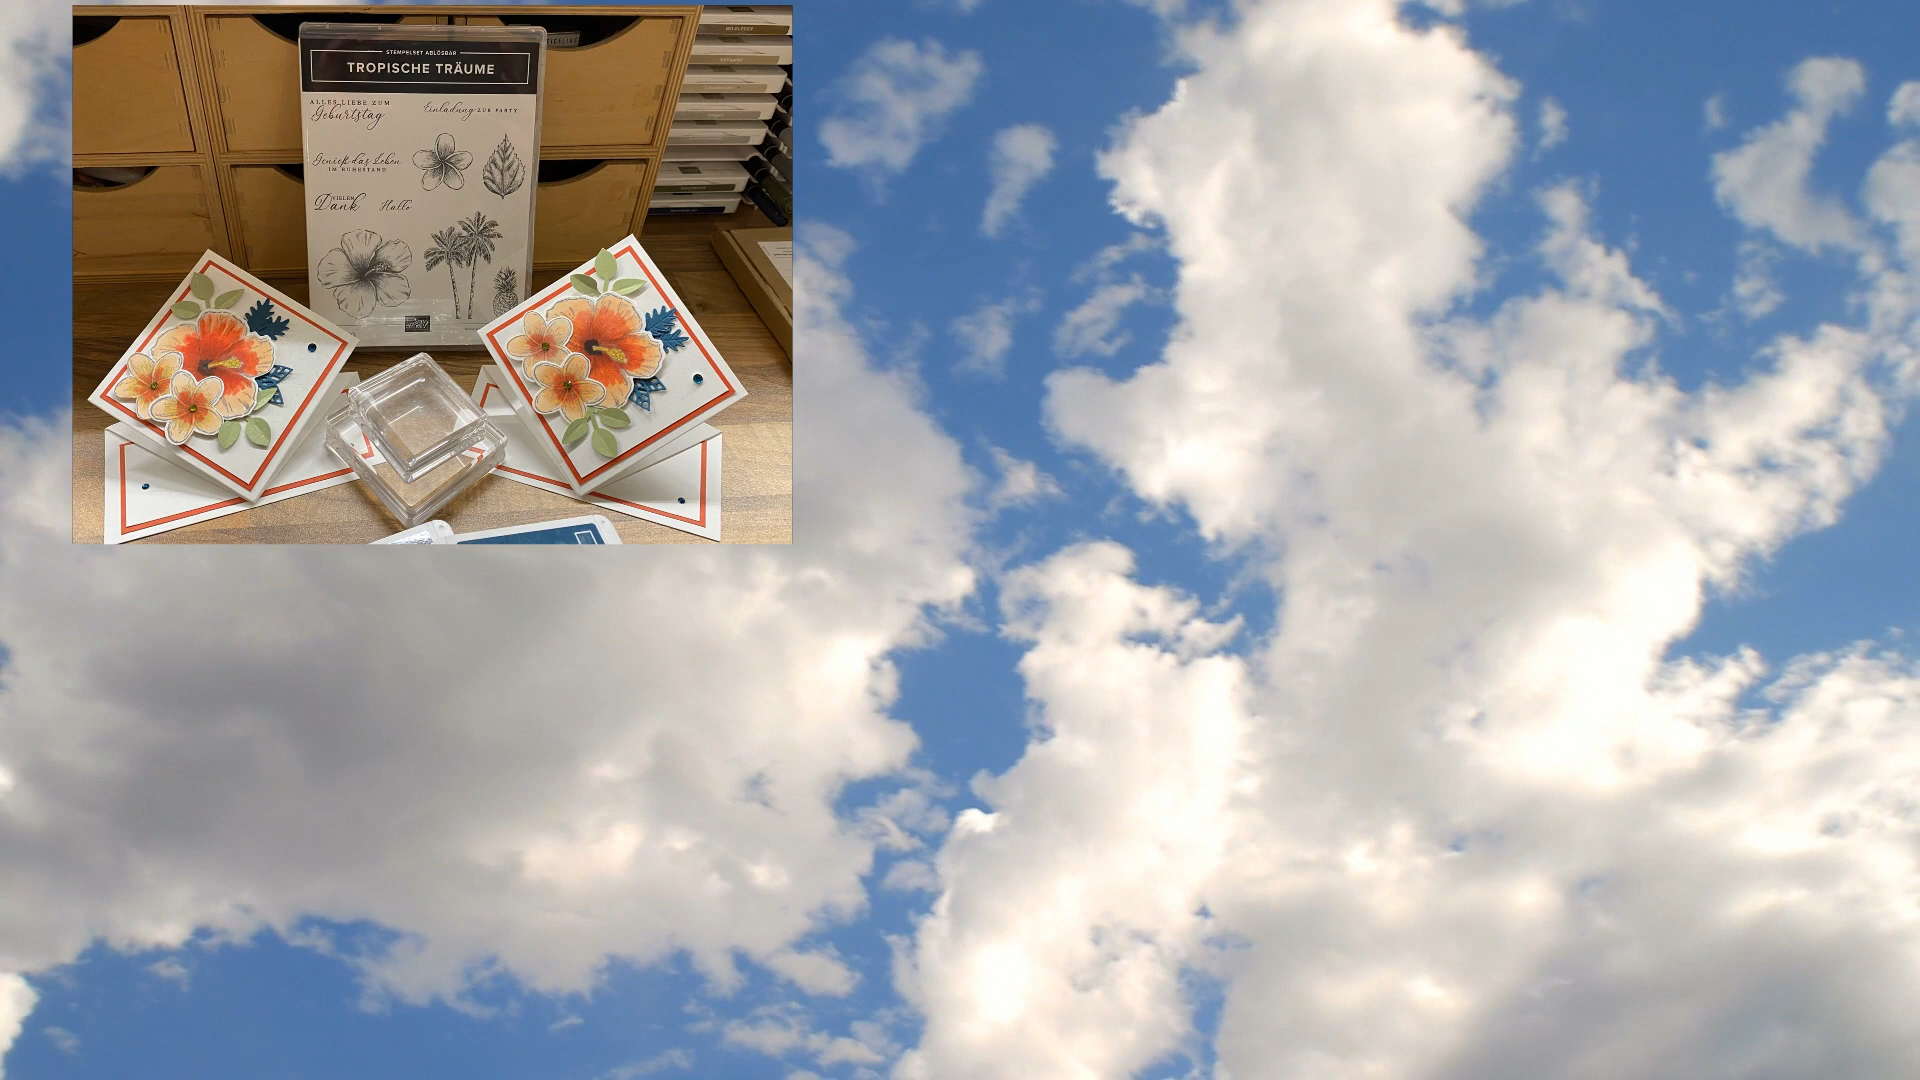 STEMPELSET ABLÖSBAR
TROPISCHE TRÄUME
ALLES LIEBE ZUM
Geburtstag
Einladung ZUR PARTY
Genieß das Leben
IM RUHESTAND
VIELEN
Dank
Hallo
WILDLEDER